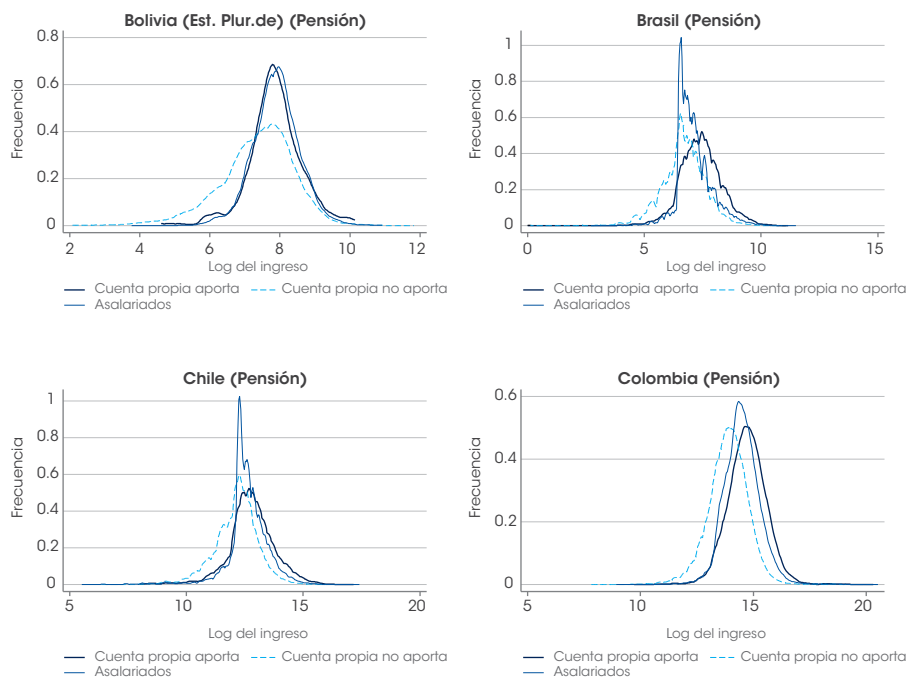 Bolivia (Est. Plur.de) (Pensión)
Frecuencia
0.8
0.6
0.4
0.2
0
2 4 6 8 10 12
Log del ingreso
Cuenta propia aporta Cuenta propia no aporta
Asalariados
Brasil (Pensión)
Frecuencia
1
0.8
0.6
0.4
0.2
0
0 5 10 15
Log del ingreso
Cuenta propia aporta Cuenta propia no aporta
Asalariados
Chile (Pensión)
Frecuencia
1
0.8
0.6
0.4
0.2
0
5 10 15 20
Log del ingreso
Cuenta propia aporta Cuenta propia no aporta
Asalariados
Colombia (Pensión)
Frecuencia
0.6
0.4
0.2
0
5 10 15 20
Log del ingreso
Cuenta propia aporta Cuenta propia no aporta
Asalariados